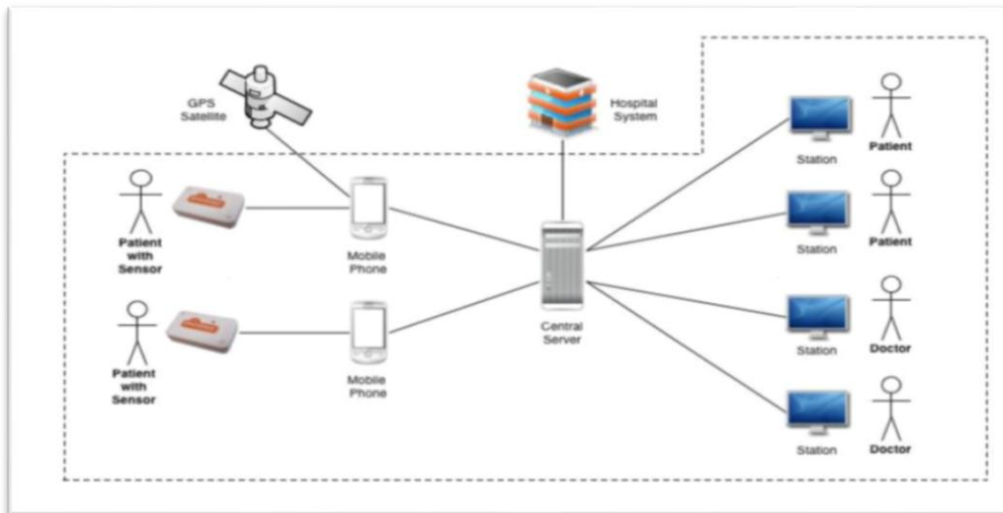 GPS
Satellite
Hospital
System
Patient
with
Sensor
Mobile
Phone
Patient
with
Sensor
Mobile
Phone
Central
Server
Station
Patient
Station
Patient
Station
Doctor
Station
Doctor